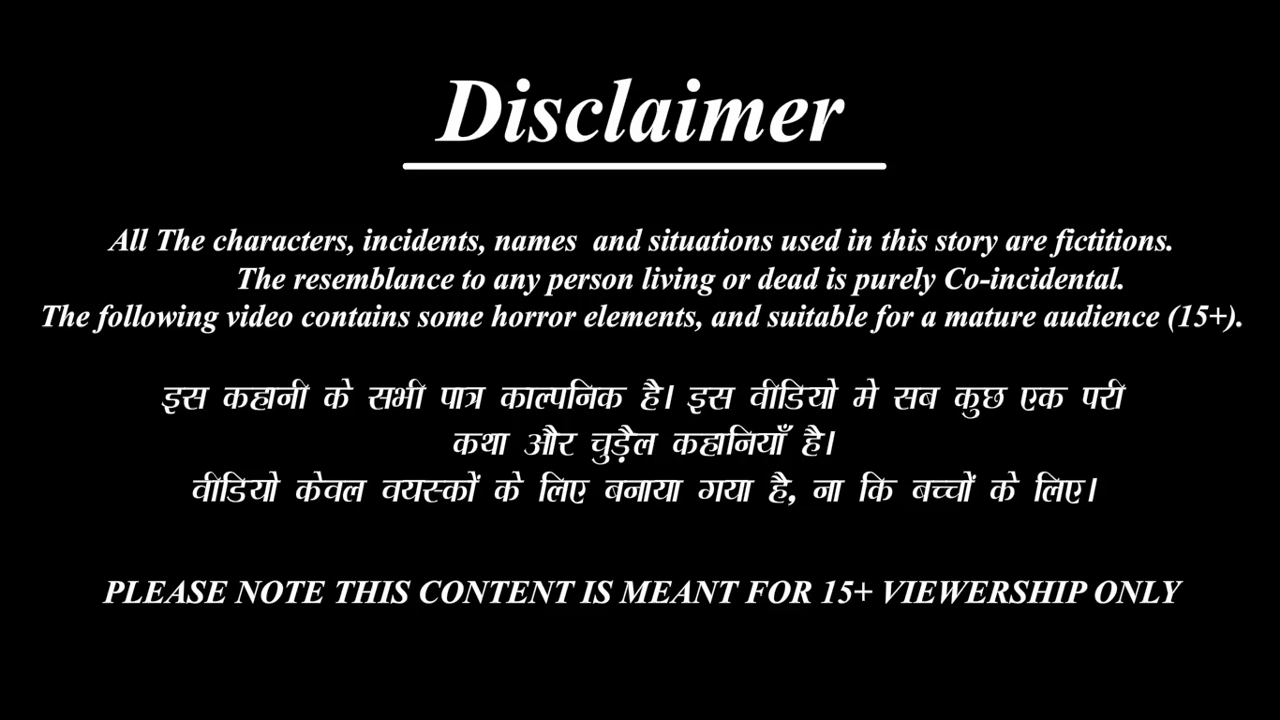 Disclaimer
All The characters, incidents, names and situations used in this story are fictitions.
The resemblance to any person living or dead is purely Co-incidental.
The following video contains some horror elements, and suitable for a mature audience (15+).
इस कहानी के सभी पात्र काल्पनिक है। इस वीडियो मे सब कुछ एक परी
कथा और चुड़ैल कहानियाँ है।
वीडियो केवल वयस्कों के लिए बनाया गया है, ना कि बच्चों के लिए।
PLEASE NOTE THIS CONTENT IS MEANT FOR 15+ VIEWERSHIP ONLY